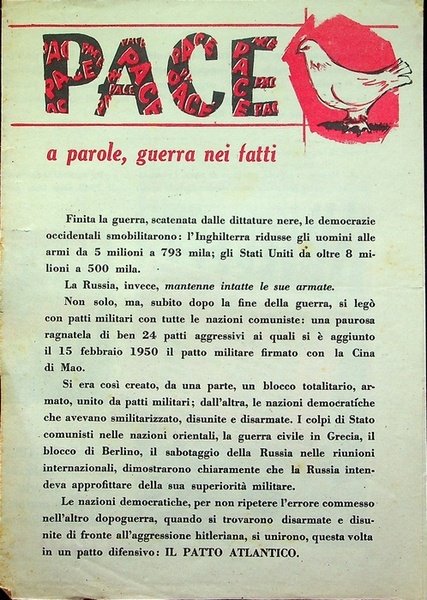 PACE
a parole, guerra nei fatti
Finita la guerra, scatenata dalle dittature nere, le democrazie
occidentali smobilitarono: l'Inghilterra ridusse gli uomini alle
armi da 5 milioni a 793 mila; gli Stati Uniti da oltre 8 mi-
lioni a 500 mila.
La Russia, invece, mantenne intatte le sue armate.
Non solo, ma, subito dopo la fine della guerra, si legò
con patti militari con tutte le nazioni comuniste: una paurosa
ragnatela di ben 24 patti aggressivi ai quali si è aggiunto
il 15 febbraio 1950 il patto militare firmato con la Cina
di Mao.
Si era così creato, da una parte, un blocco totalitario, ar-
mato, unito da patti militari; dall'altra, le nazioni democratiche
che avevano smilitarizzato, disunite e disarmate. I colpi di Stato
comunisti nelle nazioni orientali, la guerra civile in Grecia, il
blocco di Berlino, il sabotaggio della Russia nelle riunioni
internazionali, dimostrarono chiaramente che la Russia inten-
deva approfittare della sua superiorità militare.
Le nazioni democratiche, per non ripetere l'errore commesso
nell'altro dopoguerra, quando si trovarono disarmate e disu-
nite di fronte all'aggressione hitleriana, si unirono, questa volta
in un patto difensivo: IL PATTO ATLANTICO.